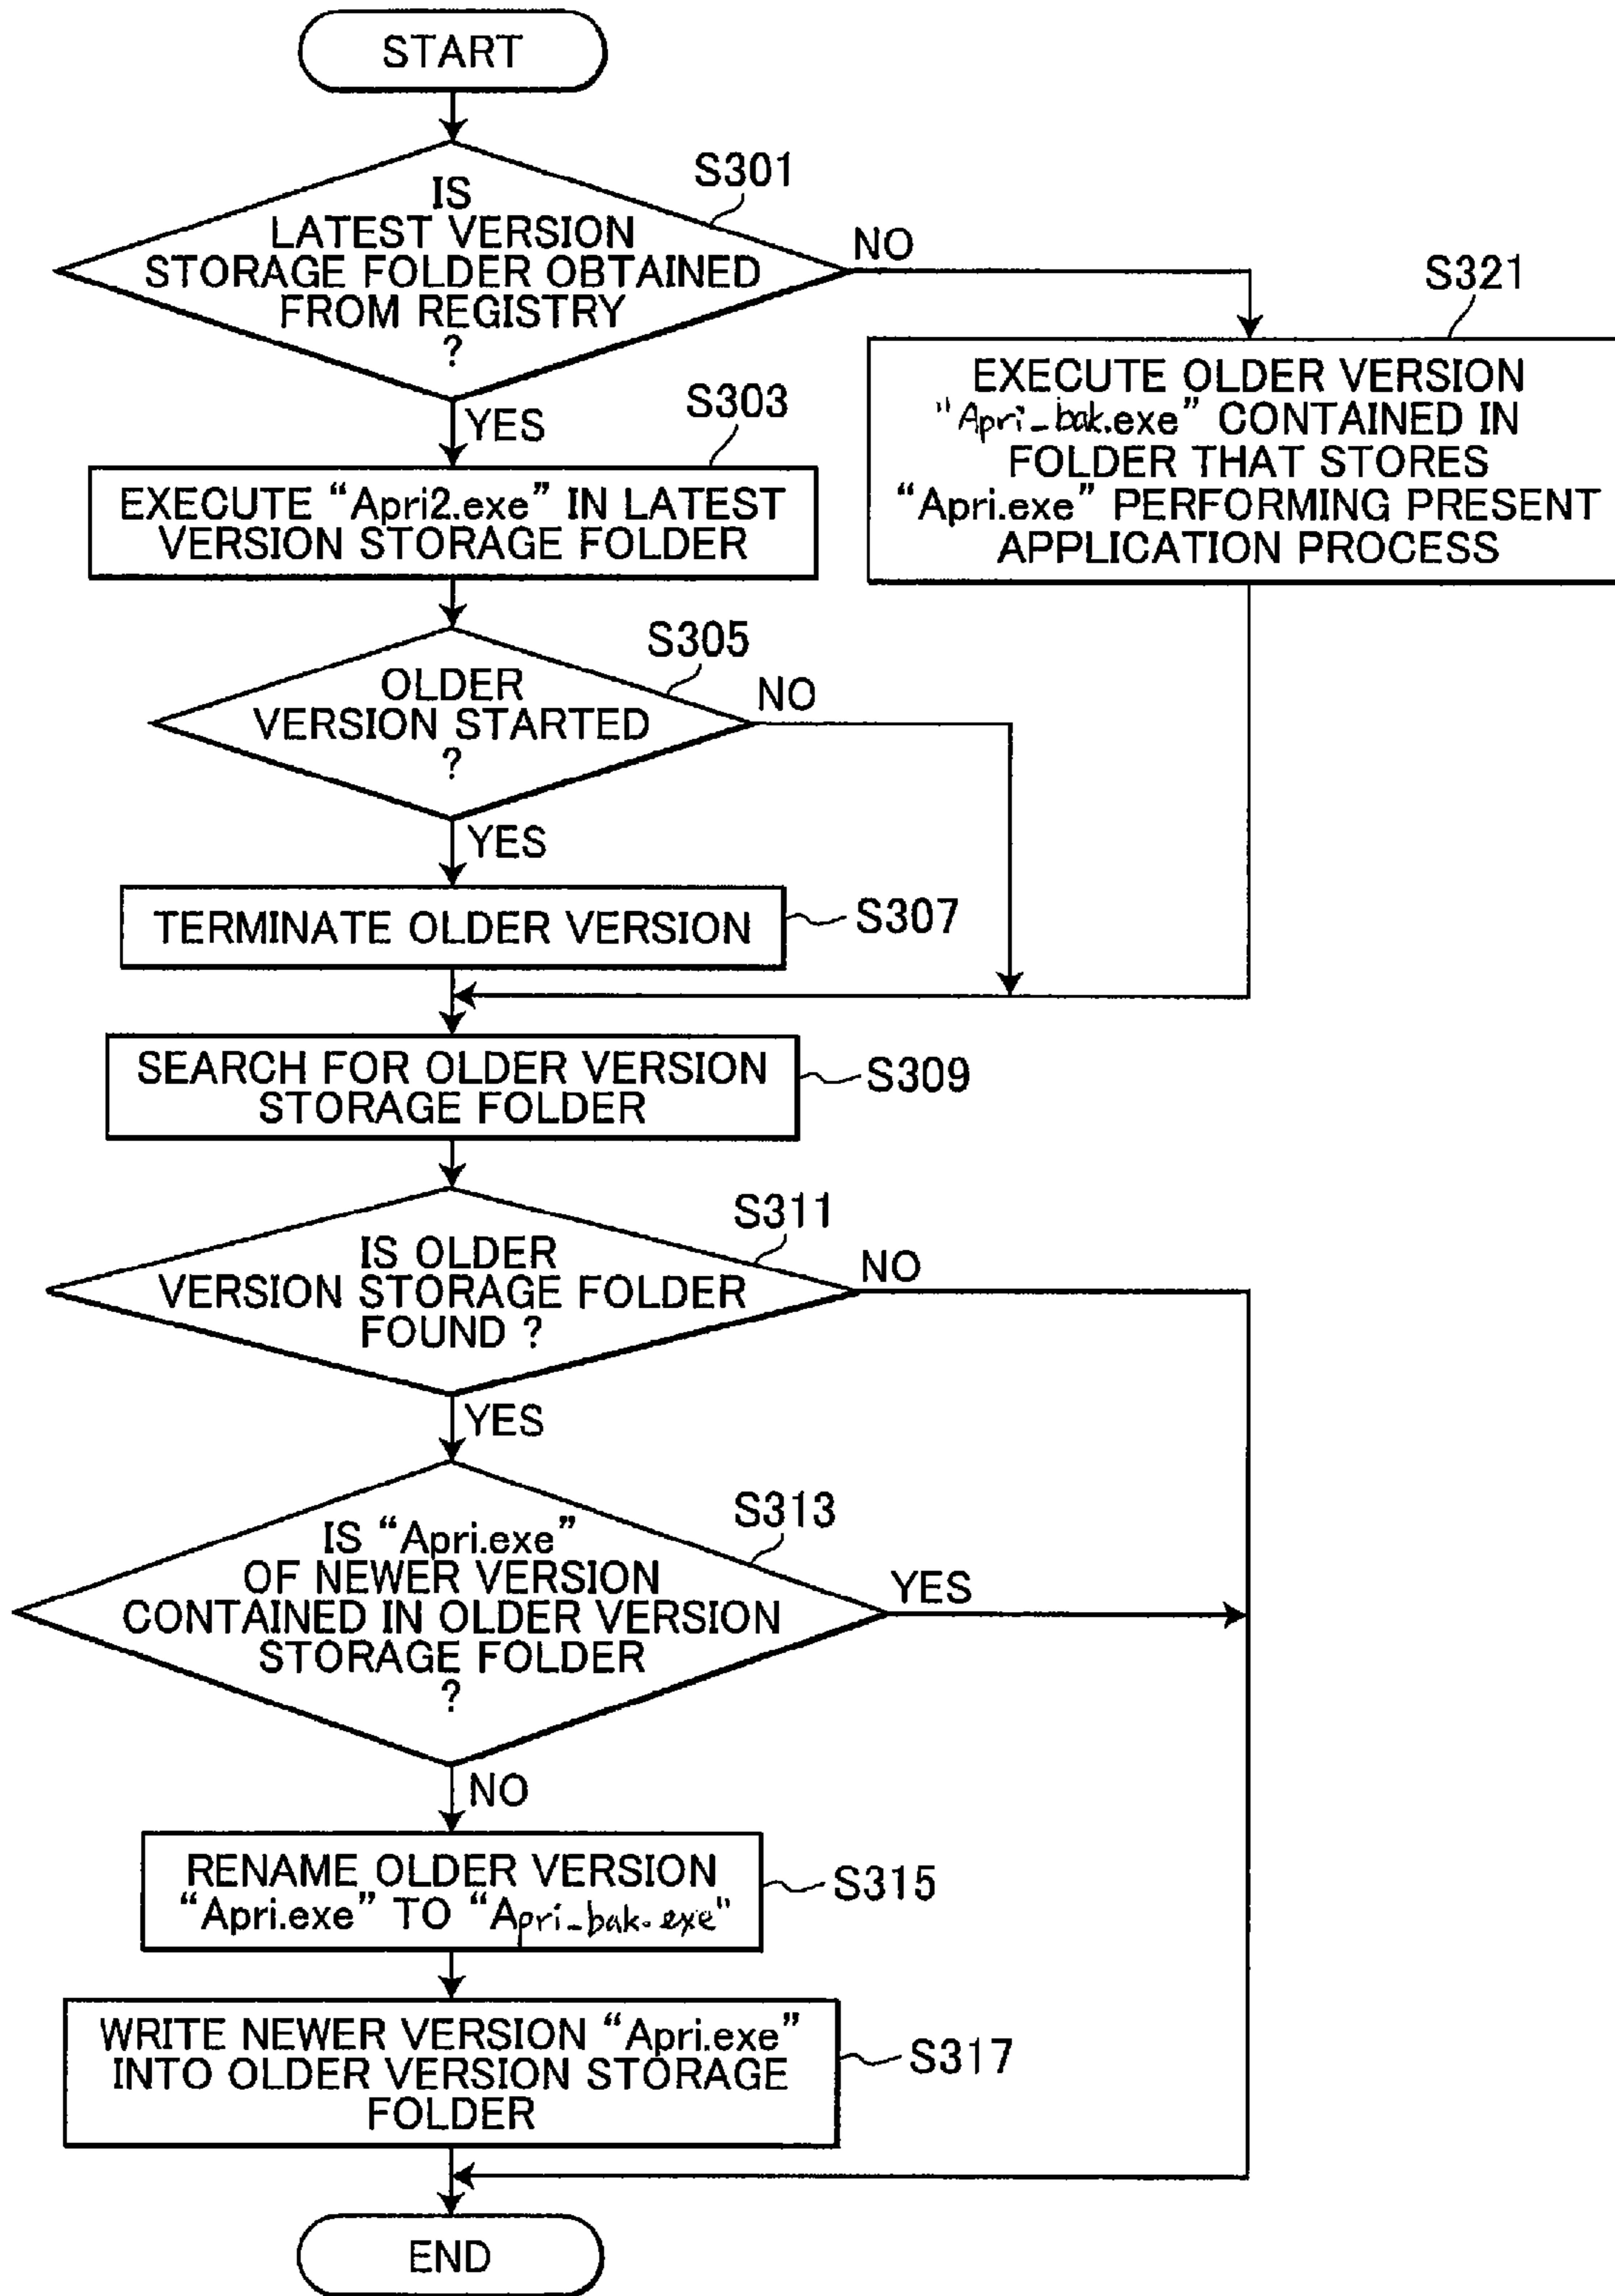 START
S301
IS
LATEST VERSION
STORAGE FOLDER OBTAINED
FROM REGISTRY
?
NO
YES
S321
EXECUTE OLDER VERSION
"Apri_bak.exe" CONTAINED IN
FOLDER THAT STORES
“Apri.exe” PERFORMING PRESENT
APPLICATION PROCESS
S303
EXECUTE “Apri2.exe” IN LATEST
VERSION STORAGE FOLDER
S305
OLDER
VERSION STARTED
?
NO
YES
TERMINATE OLDER VERSION
S307
SEARCH FOR OLDER VERSION
STORAGE FOLDER
S309
S311
IS OLDER
VERSION STORAGE FOLDER
FOUND ?
NO
YES
S313
IS “Apri.exe”
OF NEWER VERSION
CONTAINED IN OLDER VERSION
STORAGE FOLDER
?
YES
NO
RENAME OLDER VERSION
“Apri.exe” TO “Apri_bak.exe"
S315
WRITE NEWER VERSION “Apri.exe”
INTO OLDER VERSION STORAGE
FOLDER
S317
END